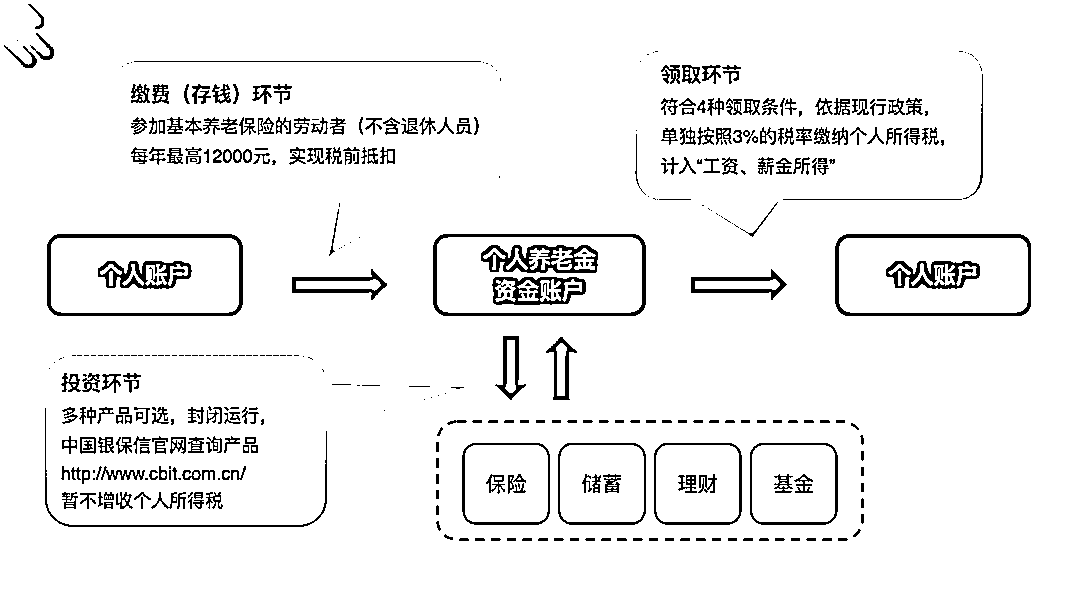 缴费（存钱）环节
参加基本养老保险的劳动者（不含退休人员）
每年最高12000元，实现税前抵扣
领取环节
符合4种领取条件，依据现行政策，
单独按照3%的税率缴纳个人所得税，
计入“工资、薪金所得”
个人账户
个人养老金
资金账户
个人账户
投资环节
多种产品可选，封闭运行，
中国银保信官网查询产品
http://www.cbit.com.cn/
暂不增收个人所得税
保险
储蓄
理财
基金